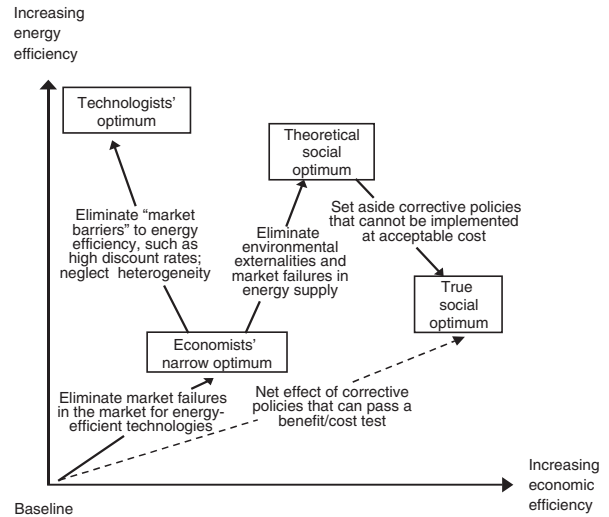 Increasing
energy
efficiency
Technologists’
optimum
Theoretical
social
optimum
Eliminate “market
barriers” to energy
efficiency, such as
high discount rates;
neglect heterogeneity
Eliminate
environmental
externalities and
market failures in
energy supply
Set aside corrective policies
that cannot be implemented
at acceptable cost
True
social
optimum
Economists’
narrow optimum
Eliminate market failures
in the market for energy-
efficient technologies
Net effect of corrective
policies that can pass a
benefit/cost test
Increasing
economic
efficiency
Baseline